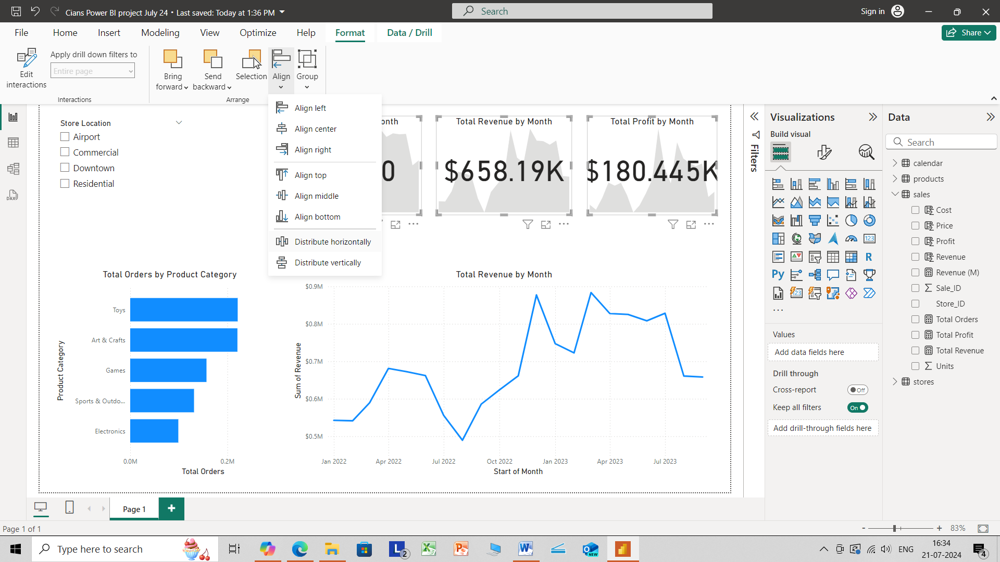 Cians Power BI project July 24 • Last saved: Today at 1:36 PM
Search
Sign in
File
Home
Insert
Modeling
View
Optimize
Help
Format
Data / Drill
Share
Edit
interactions
Apply drill down filters to
Entire page
Interactions
Bring
forward
Send
backward
Selection
Align
Group
Arrange
Align left
Align center
Align right
Align top
Align middle
Align bottom
Distribute horizontally
Distribute vertically
Store Location
Airport
Commercial
Downtown
Residential
onth
0
Total Revenue by Month
$658.19K
Total Profit by Month
$180.445K
Total Orders by Product Category
Product Category
Toys
Art & Crafts
Games
Sports & Outdo...
Electronics
0.0M
0.2M
Total Orders
Total Revenue by Month
Sum of Revenue
$0.9M
$0.8M
$0.7M
$0.6M
$0.5M
Jan 2022
Apr 2022
Jul 2022
Oct 2022
Jan 2023
Apr 2023
Jul 2023
Start of Month
Filters
Visualizations
Build visual
123
R
Py
123
Values
Add data fields here
Drill through
Cross-report
Off
Keep all filters
On
Add drill-through fields here
Data
Search
calendar
products
sales
Cost
Price
Profit
Revenue
Revenue (M)
Sale_ID
Store_ID
Total Orders
Total Profit
Total Revenue
Units
stores
Page 1
Page 1 of 1
83%
Type here to search
L
2
NEW
ENG
16:34
21-07-2024
4
DAX